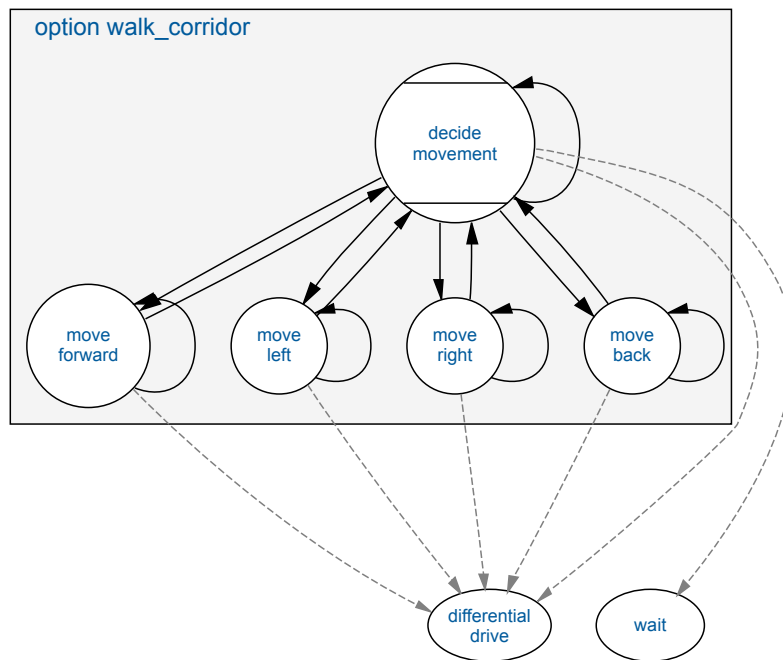 option walk_corridor
decide
movement
move
forward
move
left
move
right
move
back
differential
drive
wait